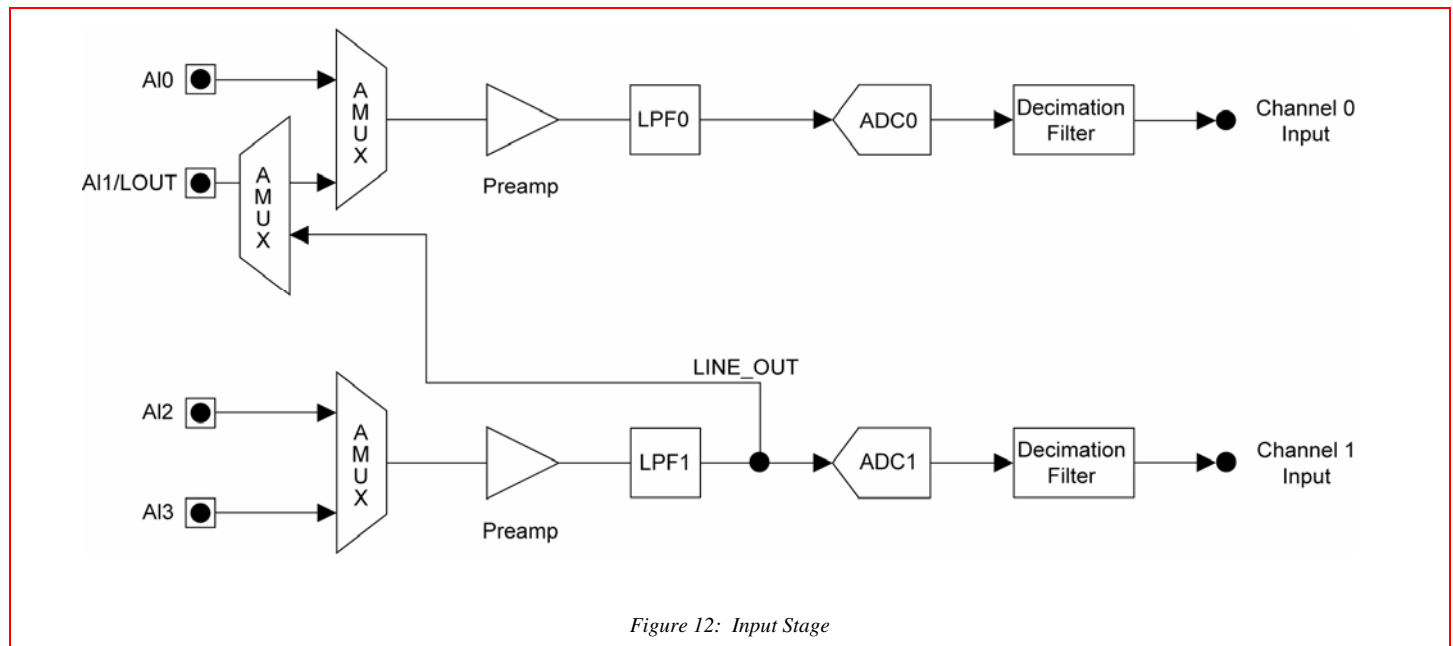 AI0
A
M
U
X
Preamp
LPF0
ADC0
Decimation
Filter
Channel 0
Input
AI1/LOUT
A
M
U
X
LINE_OUT
AI2
AI3
A
M
U
X
Preamp
LPF1
ADC1
Decimation
Filter
Channel 1
Input
Figure 12: Input Stage